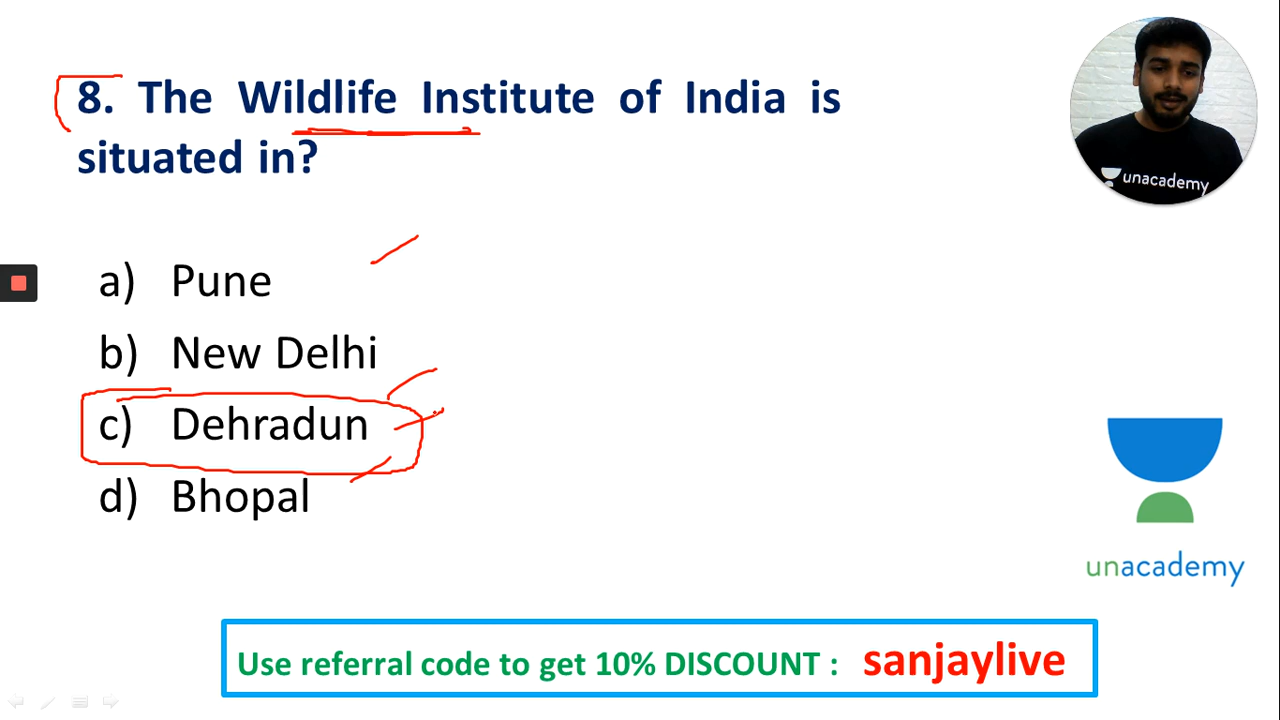 8. The Wildlife Institute of India is
situated in?
a) Pune
b) New Delhi
c) Dehradun
d) Bhopal
unacademy
unacademy
Use referral code to get 10% DISCOUNT : sanjaylive